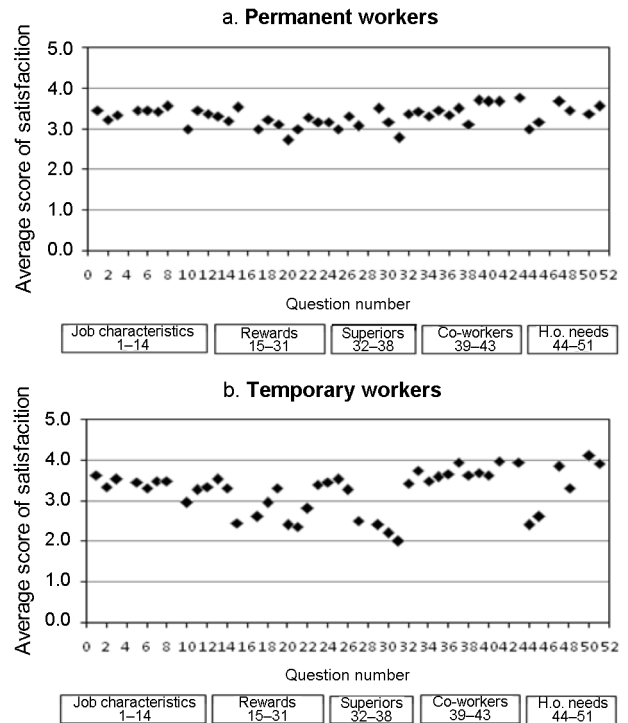 a. Permanent workers
Average score of satisfacition
5.0
4.0
3.0
2.0
1.0
0.0
0 2 4 6 8 10 12 14 16 18 20 22 24 26 28 30 32 34 36 38 40 42 44 46 48 50 52
Question number
Job characteristics
1–14
Rewards
15–31
Superiors
32–38
Co-workers
39–43
H.o. needs
44–51
b. Temporary workers
Average score of satisfacition
5.0
4.0
3.0
2.0
1.0
0.0
0 2 4 6 8 10 12 14 16 18 20 22 24 26 28 30 32 34 36 38 40 42 44 46 48 50 52
Question number
Job characteristics
1–14
Rewards
15–31
Superiors
32–38
Co-workers
39–43
H.o. needs
44–51